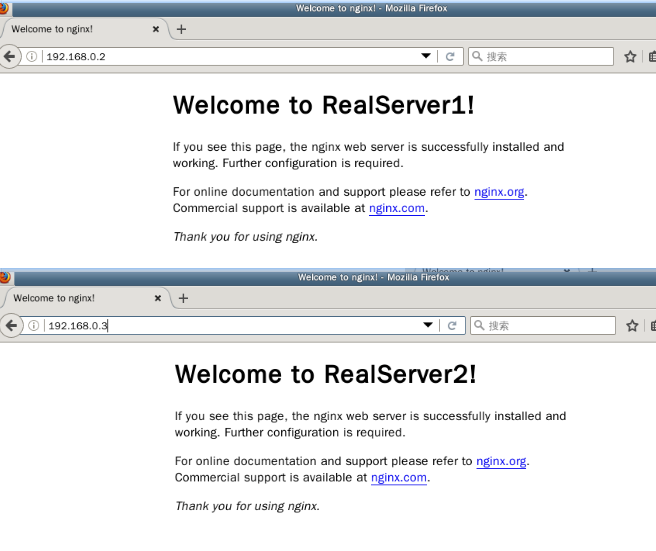 Welcome to nginx! - Mozilla Firefox
Welcome to nginx!
192.168.0.2
搜索
Welcome to RealServer1!
If you see this page, the nginx web server is successfully installed and
working. Further configuration is required.
For online documentation and support please refer to nginx.org.
Commercial support is available at nginx.com.
Thank you for using nginx.
Welcome to nginx!
Welcome to nginx! - Mozilla Firefox
Welcome to nginx!
192.168.0.3
搜索
Welcome to RealServer2!
If you see this page, the nginx web server is successfully installed and
working. Further configuration is required.
For online documentation and support please refer to nginx.org.
Commercial support is available at nginx.com.
Thank you for using nginx.